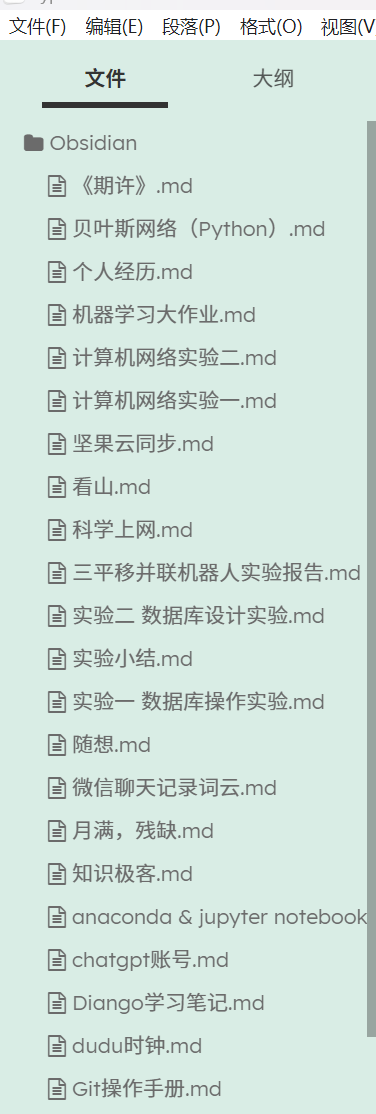 文件(F) 编辑(E) 段落(P) 格式(O) 视图(V
文件 大纲
Obsidian
《期许》.md
贝叶斯网络（Python）.md
个人经历.md
机器学习大作业.md
计算机网络实验二.md
计算机网络实验一.md
坚果云同步.md
看山.md
科学上网.md
三平移并联机器人实验报告.md
实验二 数据库设计实验.md
实验小结.md
实验一 数据库操作实验.md
随想.md
微信聊天记录词云.md
月满，残缺.md
知识极客.md
anaconda & jupyter notebook
chatgpt账号.md
Diango学习笔记.md
dudu时钟.md
Git操作手册.md